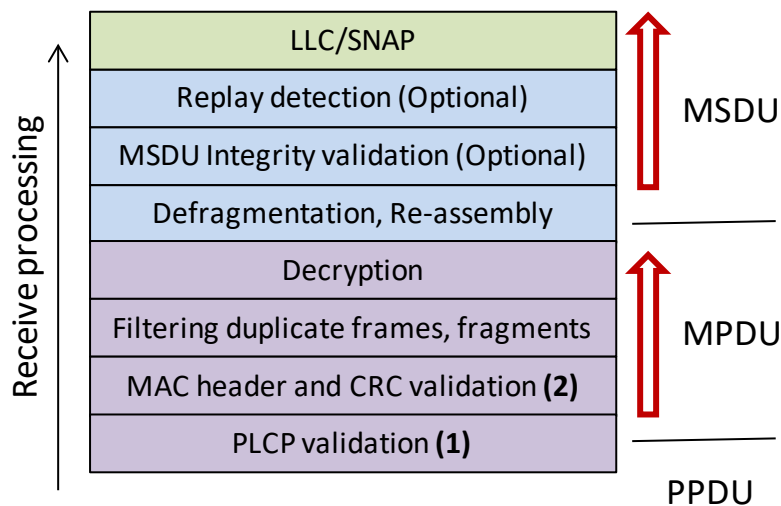 LLC/SNAP
Replay detection (Optional)
MSDU Integrity validation (Optional)
Defragmentation, Re-assembly
Decryption
Filtering duplicate frames, fragments
MAC header and CRC validation (2)
PLCP validation (1)
Receive processing
MSDU
MPDU
PPDU